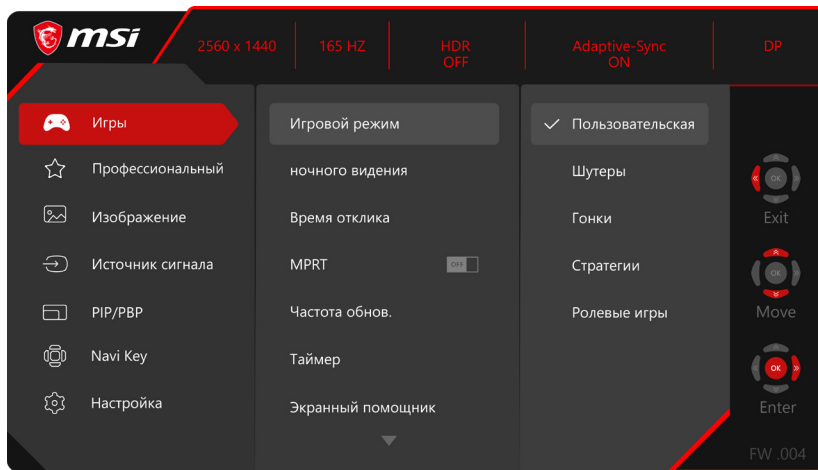 msi
2560 x 1440
165 HZ
HDR
OFF
Adaptive-Sync
ON
DP
Игры
Профессиональный
Изображение
Источник сигнала
PIP/PBP
Navi Key
Настройка
Игровой режим
ночного видения
Время отклика
MPRT
OFF
Частота обнов.
Таймер
Экранный помощник
Пользовательская
Шутеры
Гонки
Стратегии
Ролевые игры
OK
Exit
OK
Move
OK
Enter
FW .004